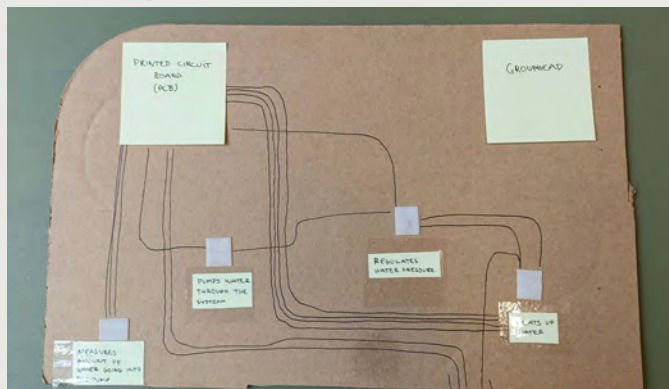 PRINTED CIRCUIT
BOARD
(PCB)
GROUPHEAD
REGULATES
WATER PRESSURE
PUMPS WATER
THROUGH THE
SYSTEM
HEATS UP
WATER
MEASURES
AMOUNT OF
WATER GOING INTO